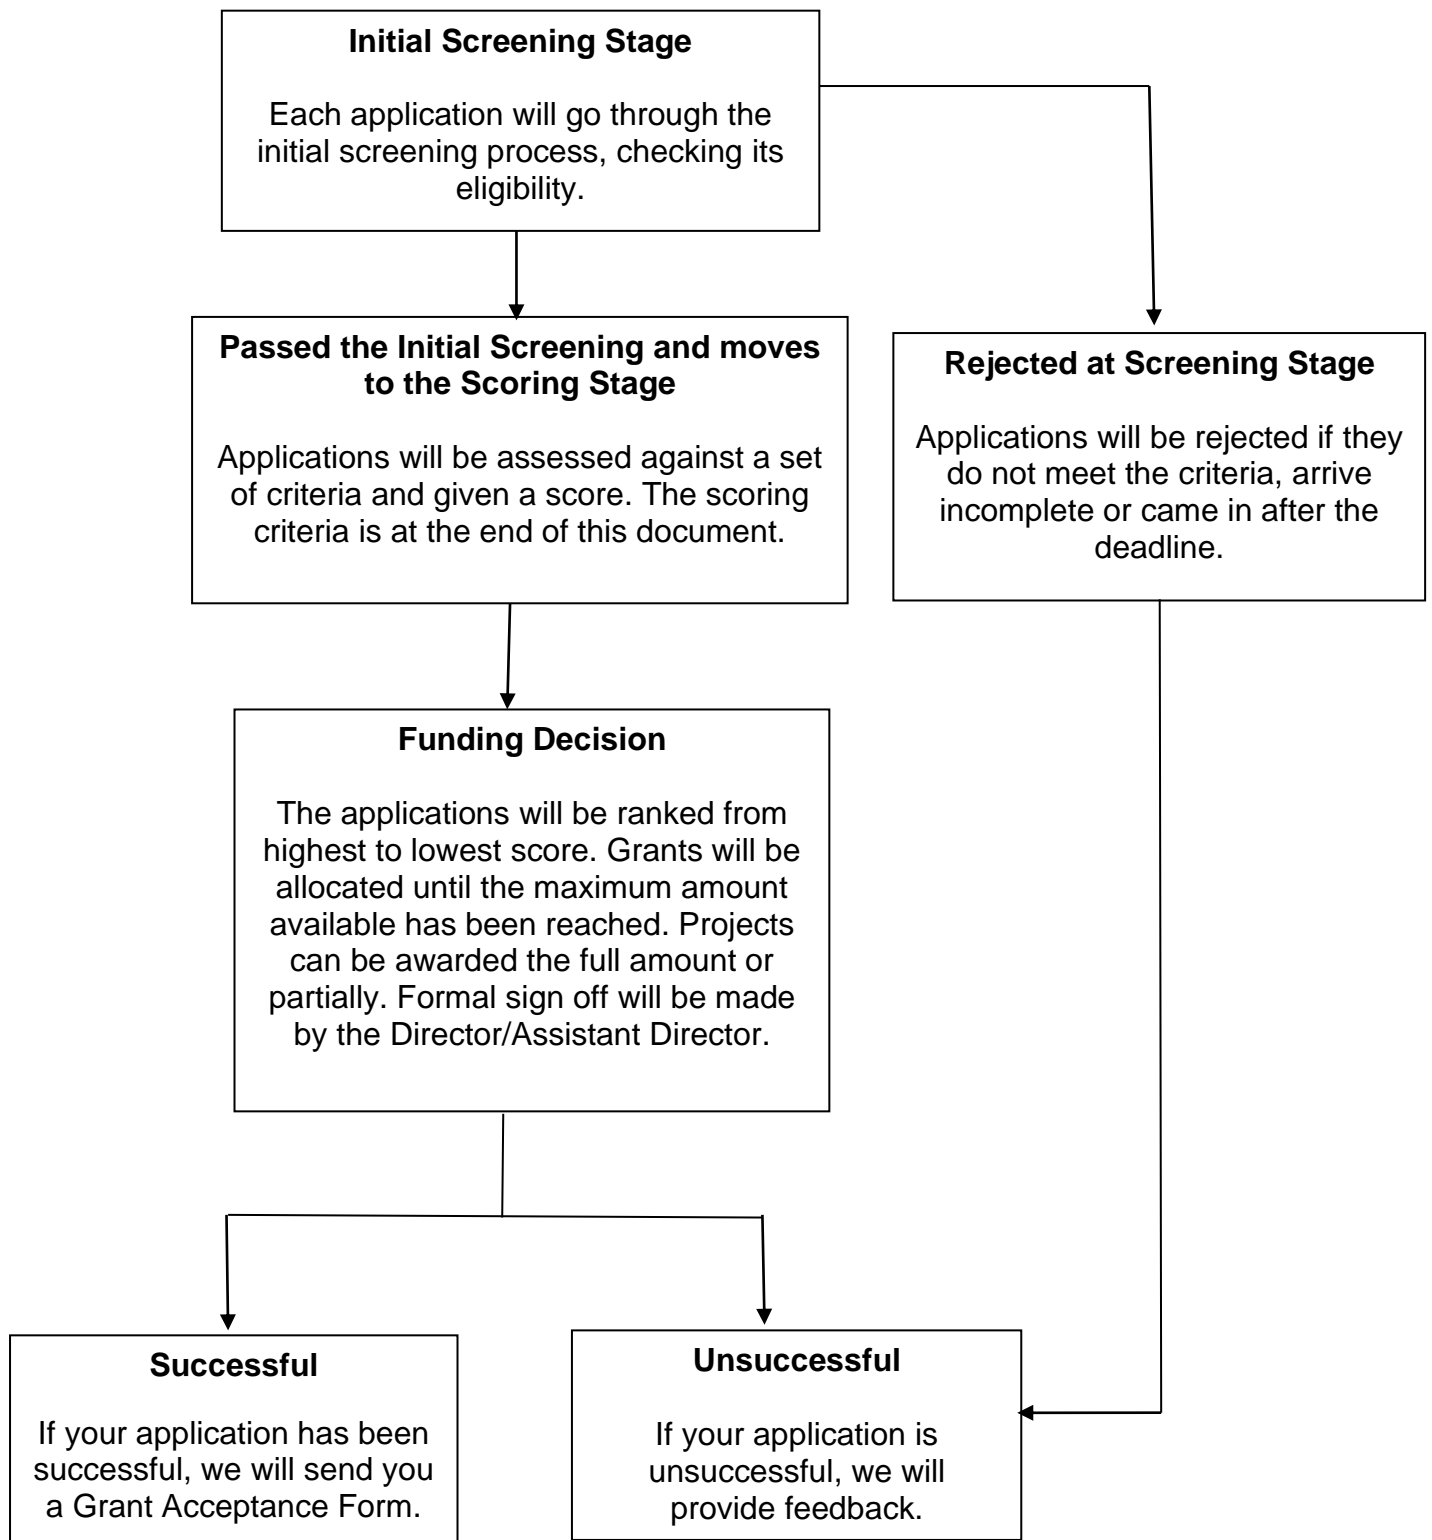 Initial Screening Stage
Each application will go through the
initial screening process, checking its
eligibility.
Passed the Initial Screening and moves
to the Scoring Stage
Applications will be assessed against a set
of criteria and given a score. The scoring
criteria is at the end of this document.
Rejected at Screening Stage
Applications will be rejected if they
do not meet the criteria, arrive
incomplete or came in after the
deadline.
Funding Decision
The applications will be ranked from
highest to lowest score. Grants will be
allocated until the maximum amount
available has been reached. Projects
can be awarded the full amount or
partially. Formal sign off will be made
by the Director/Assistant Director.
Successful
If your application has been
successful, we will send you
a Grant Acceptance Form.
Unsuccessful
If your application is
unsuccessful, we will
provide feedback.